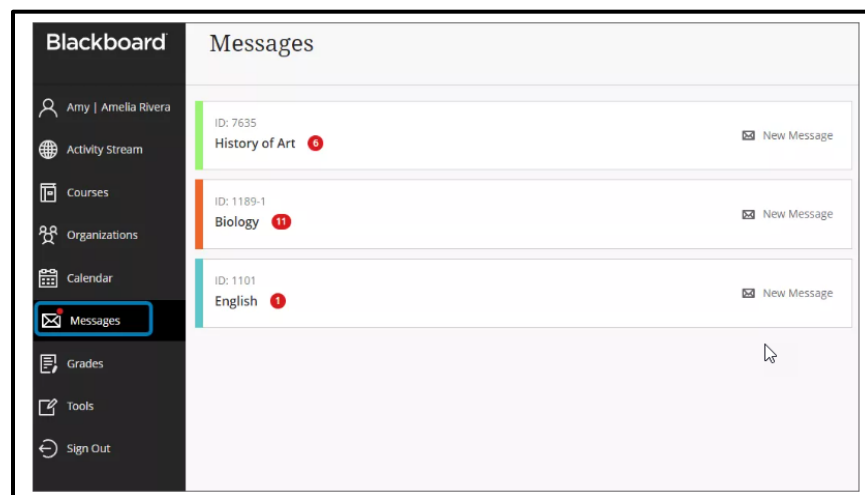 Blackboard
Amy | Amelia Rivera
Activity Stream
Courses
Organizations
Calendar
Messages
Grades
Tools
Sign Out
Messages
ID: 7635
History of Art 6
New Message
ID: 1189-1
Biology 11
New Message
ID: 1101
English 1
New Message